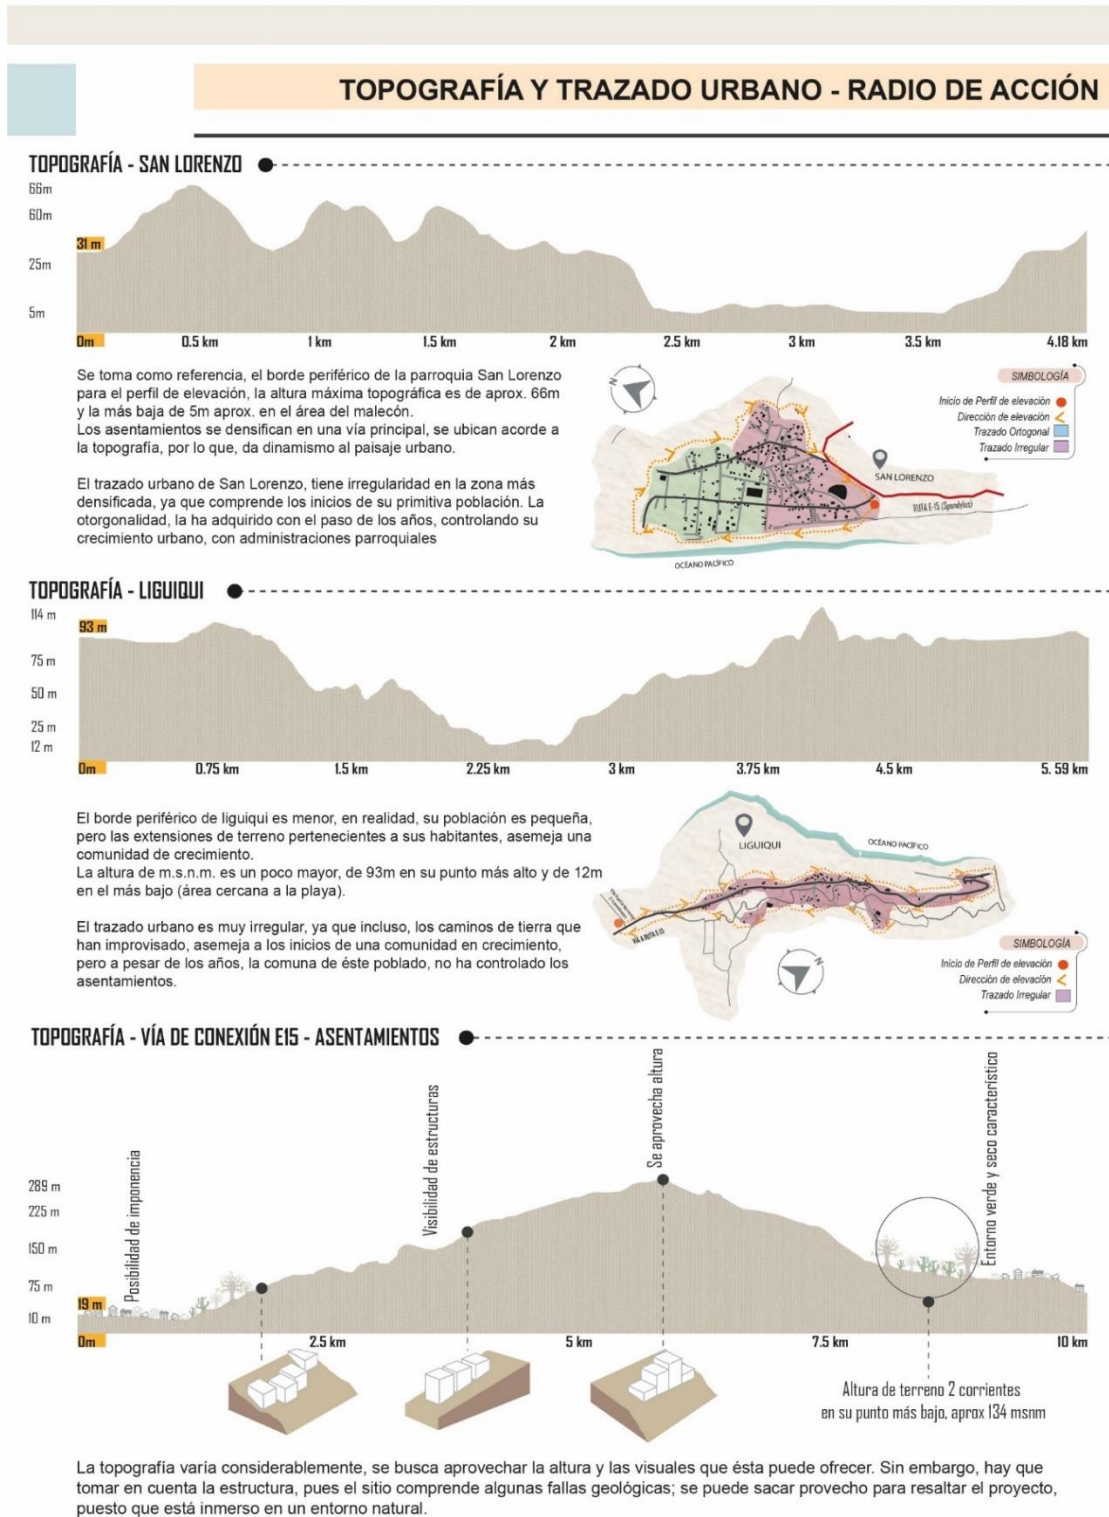 TOPOGRAFÍA Y TRAZADO URBANO - RADIO DE ACCIÓN
TOPOGRAFÍA - SAN LORENZO
66m
60m
31 m
25m
5m
0m
0.5 km
1 km
1.5 km
2 km
2.5 km
3 km
3.5 km
4.18 km
Se toma como referencia, el borde periférico de la parroquia San Lorenzo
para el perfil de elevación, la altura máxima topográfica es de aprox. 66m
y la más baja de 5m aprox. en el área del malecón.
Los asentamientos se densifican en una vía principal, se ubican acorde a
la topografía, por lo que, da dinamismo al paisaje urbano.
El trazado urbano de San Lorenzo, tiene irregularidad en la zona más
densificada, ya que comprende los inicios de su primitiva población. La
otorgonalidad, la ha adquirido con el paso de los años, controlando su
crecimiento urbano, con administraciones parroquiales
N
SAN LORENZO
RUTA E-15 (Spondylus)
OCÉANO PACÍFICO
SIMBOLOGÍA
Inicio de Perfil de elevación
Dirección de elevación
Trazado Ortogonal
Trazado Irregular
TOPOGRAFÍA - LIGUIQUI
114 m
93 m
75 m
50 m
25 m
12 m
0m
0.75 km
1.5 km
2.25 km
3 km
3.75 km
4.5 km
5. 59 km
El borde periférico de liguiqui es menor, en realidad, su población es pequeña,
pero las extensiones de terreno pertenecientes a sus habitantes, asemeja una
comunidad de crecimiento.
La altura de m.s.n.m. es un poco mayor, de 93m en su punto más alto y de 12m
en el más bajo (área cercana a la playa).
El trazado urbano es muy irregular, ya que incluso, los caminos de tierra que
han improvisado, asemeja a los inicios de una comunidad en crecimiento,
pero a pesar de los años, la comuna de éste poblado, no ha controlado los
asentamientos.
LIGUIQUI
OCÉANO PACÍFICO
VÍA A RUTA E-15
N
SIMBOLOGÍA
Inicio de Perfil de elevación
Dirección de elevación
Trazado Irregular
TOPOGRAFÍA - VÍA DE CONEXIÓN E15 - ASENTAMIENTOS
289 m
225 m
150 m
75 m
19 m
10 m
Posibilidad de imponencia
Visibilidad de estructuras
Se aprovecha altura
Entorno verde y seco característico
0m
2.5 km
5 km
7.5 km
10 km
Altura de terreno 2 corrientes
en su punto más bajo, aprox 134 msnm
La topografía varía considerablemente, se busca aprovechar la altura y las visuales que ésta puede ofrecer. Sin embargo, hay que
tomar en cuenta la estructura, pues el sitio comprende algunas fallas geológicas; se puede sacar provecho para resaltar el proyecto,
puesto que está inmerso en un entorno natural.